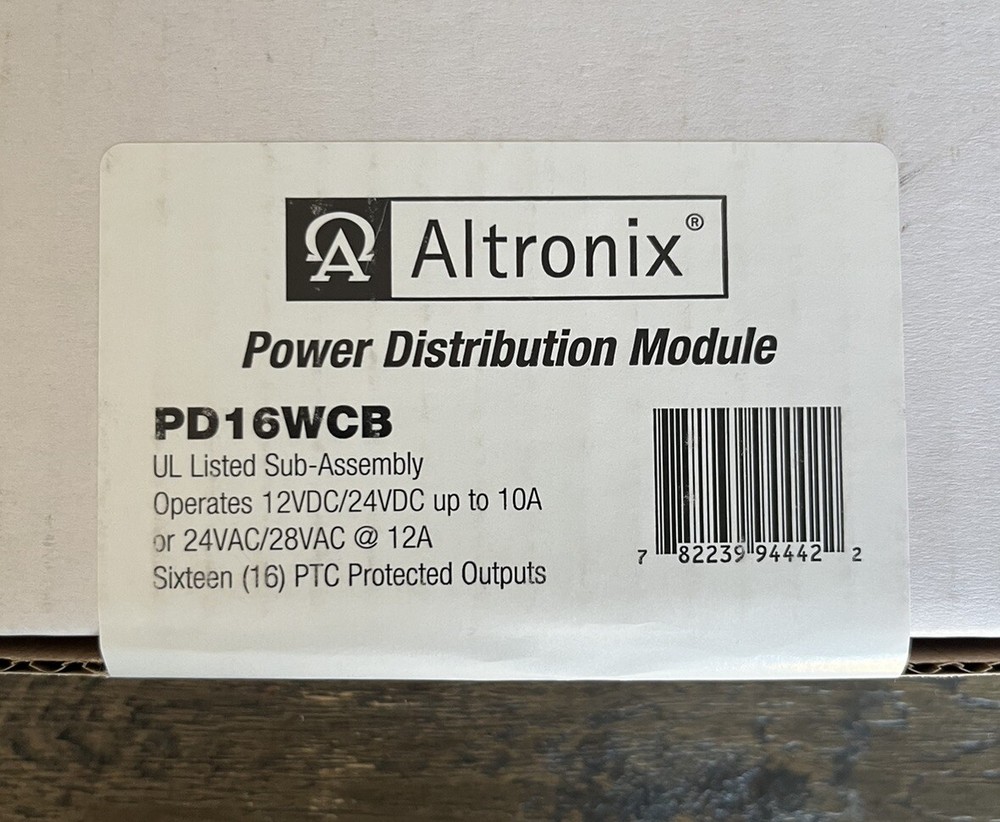 Altronix®
Power Distribution Module
PD16WCB
UL Listed Sub-Assembly
Operates 12VDC/24VDC up to 10A
or 24VAC/28VAC @ 12A
Sixteen (16) PTC Protected Outputs
7 82239 94442 2